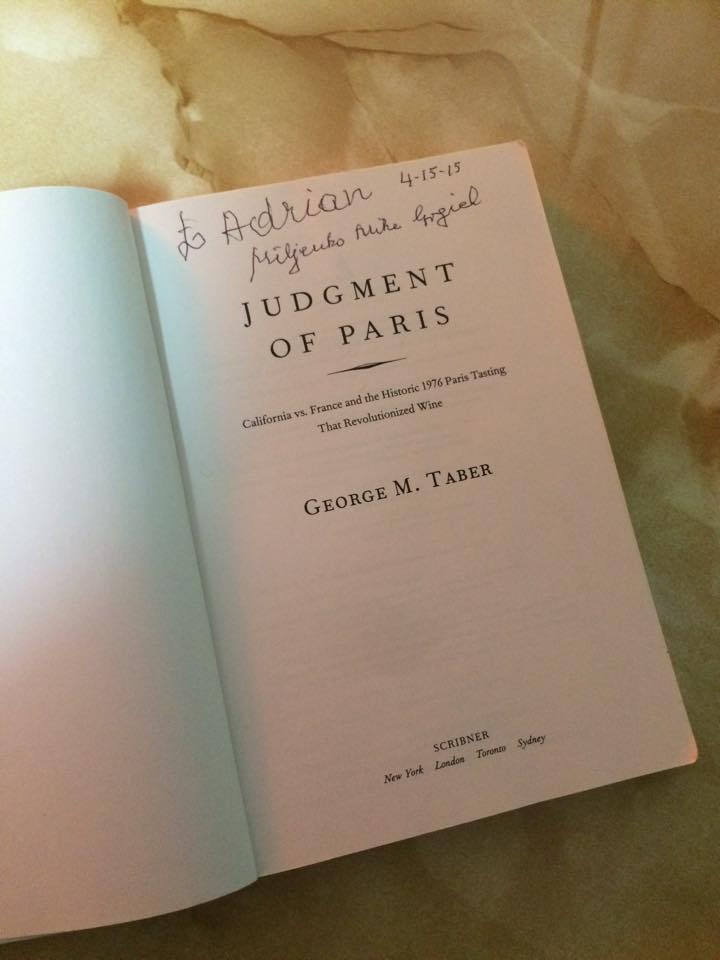 to Adrian 4-15-15
Miljenko Mike Grgich
JUDGMENT
OF PARIS
California vs. France and the Historic 1976 Paris Tasting
That Revolutionized Wine
GEORGE M. TABER
SCRIBNER
New York London Toronto Sydney